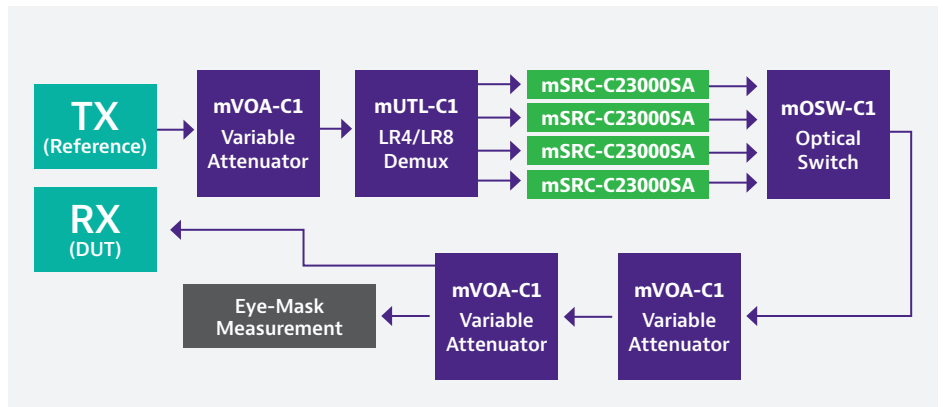 TX
(Reference)
mVOA-C1
Variable
Attenuator
mUTL-C1
LR4/LR8
Demux
mSRC-C23000SA
mSRC-C23000SA
mSRC-C23000SA
mSRC-C23000SA
mOSW-C1
Optical
Switch
RX
(DUT)
Eye-Mask
Measurement
mVOA-C1
Variable
Attenuator
mVOA-C1
Variable
Attenuator